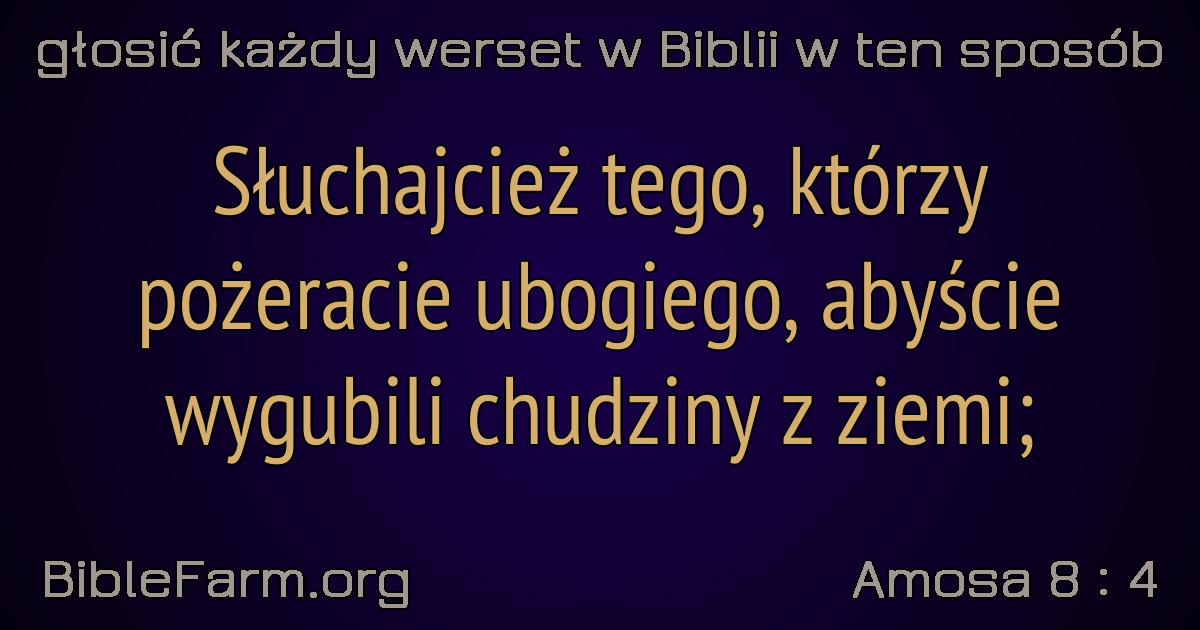 głosić każdy werset w Biblii w ten sposób
Słuchajcież tego, którzy
pożeracie ubogiego, abyście
wygubili chudziny z ziemi;
BibleFarm.org
Amosa 8 : 4